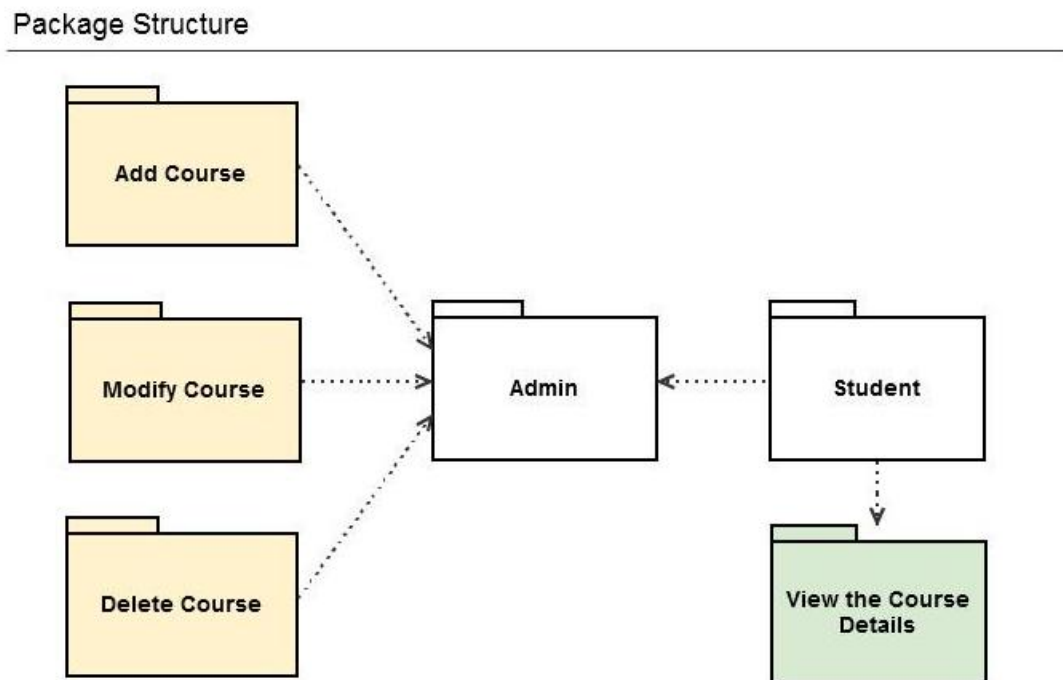 Package Structure
Add Course
Modify Course
Admin
Student
Delete Course
View the Course
Details